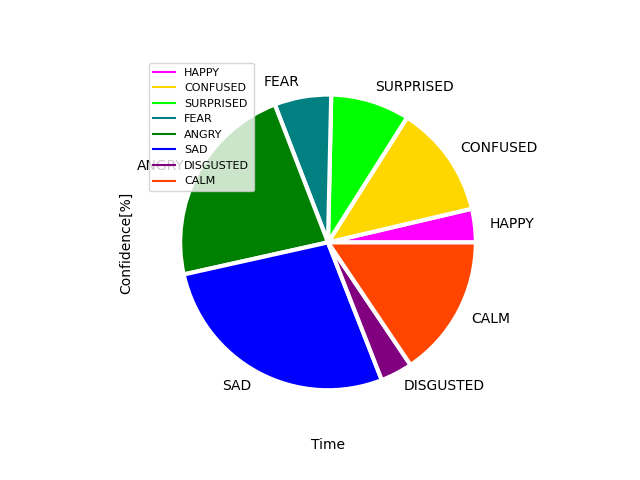 HAPPY
CONFUSED
SURPRISED
FEAR
ANGRY
SAD
DISGUSTED
CALM
FEAR
SURPRISED
CONFUSED
ANGRY
HAPPY
Confidence[%]
CALM
SAD
DISGUSTED
Time